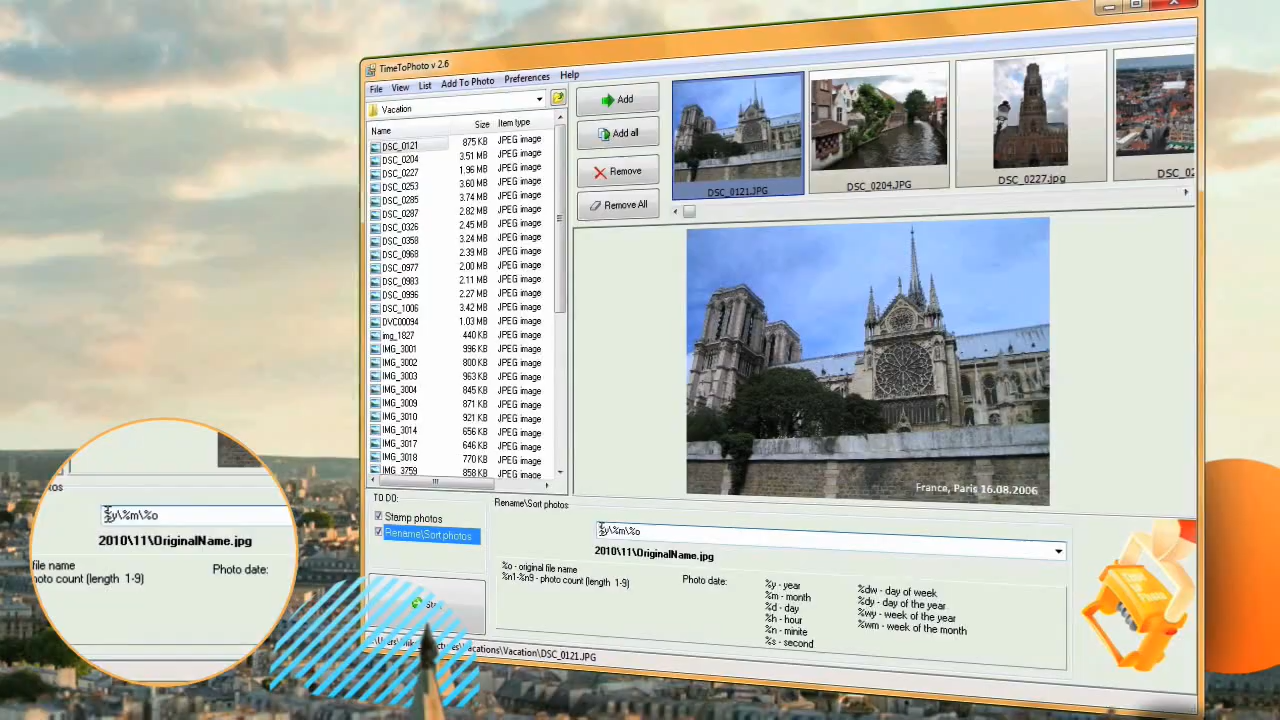 TimeToPhoto v 2.6
File View List Add To Photo Preferences Help
Vacation
Name Size Item type
DSC_0121 875 KB JPEG image
DSC_0204 3.51 MB JPEG image
DSC_0227 1.96 MB JPEG image
DSC_0253 3.60 MB JPEG image
DSC_0285 3.74 MB JPEG image
DSC_0287 2.82 MB JPEG image
DSC_0326 2.45 MB JPEG image
DSC_0358 3.24 MB JPEG image
DSC_0968 2.39 MB JPEG image
DSC_0977 2.00 MB JPEG image
DSC_0983 2.11 MB JPEG image
DSC_0996 2.27 MB JPEG image
DSC_1006 3.42 MB JPEG image
DVC00094 1.03 MB JPEG image
img_1827 440 KB JPEG image
IMG_3001 996 KB JPEG image
IMG_3002 800 KB JPEG image
IMG_3003 963 KB JPEG image
IMG_3004 845 KB JPEG image
IMG_3009 871 KB JPEG image
IMG_3010 921 KB JPEG image
IMG_3014 656 KB JPEG image
IMG_3017 646 KB JPEG image
IMG_3018 770 KB JPEG image
IMG_3759 858 KB JPEG image
Add
Add all
Remove
Remove All
DSC_0121.JPG
DSC_0204.JPG
DSC_0227.jpg
DSC_02
France, Paris 16.08.2006
TO DO:
Stamp photos
Rename\Sort photos
Rename\Sort photos
%y\%m\%o
2010\11\OriginalName.jpg
%o - original file name
%n1-%n9 - photo count (length 1-9)
Photo date:
%y - year
%m - month
%d - day
%h - hour
%n - minite
%s - second
%dw - day of week
%dy - day of the year
%wy - week of the year
%wm - week of the month
\Vacations\Vacation\DSC_0121.JPG
otos
%y\%m\%o
2010\11\OriginalName.jpg
file name
hoto count (length 1-9)
Photo date: